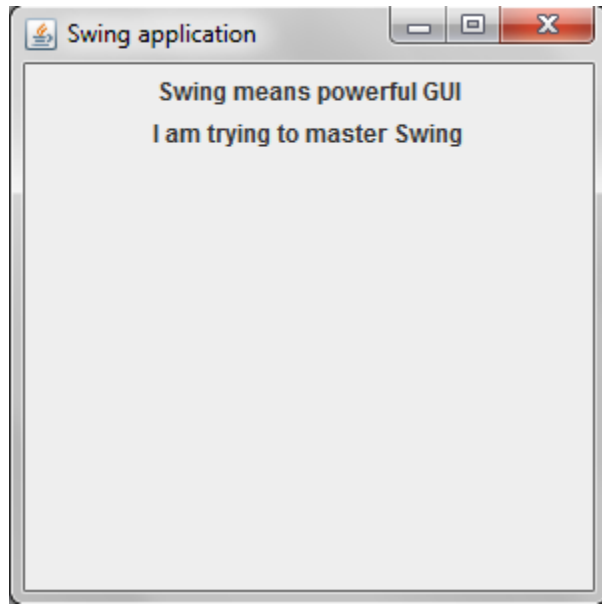 Swing application
Swing means powerful GUI
I am trying to master Swing